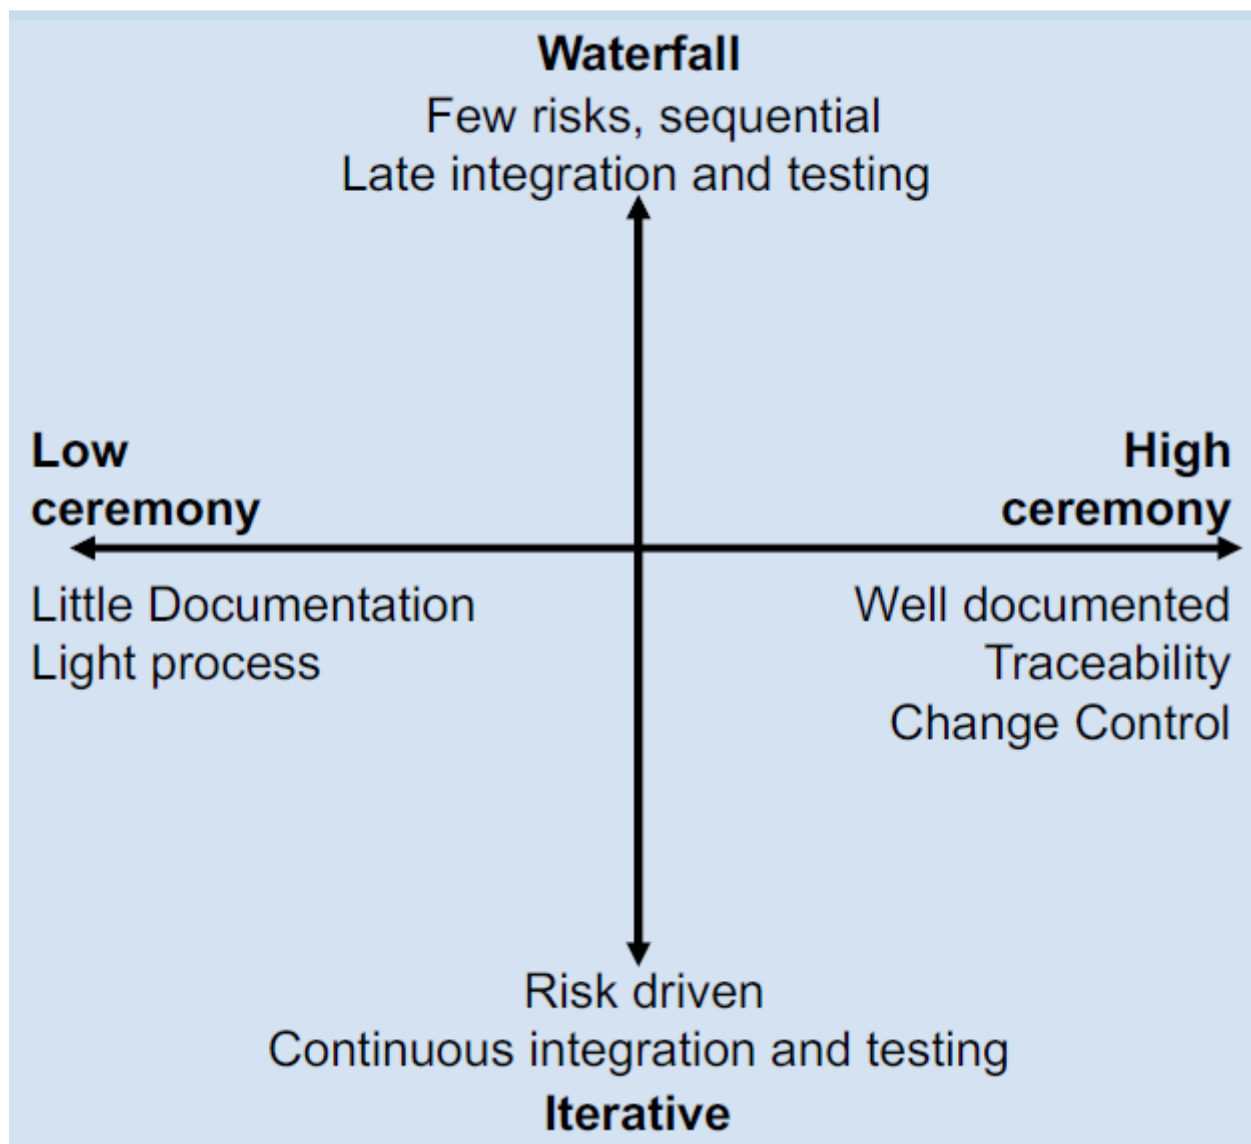 Waterfall
Few risks, sequential
Late integration and testing
Low
ceremony
High
ceremony
Little Documentation
Light process
Well documented
Traceability
Change Control
Risk driven
Continuous integration and testing
Iterative